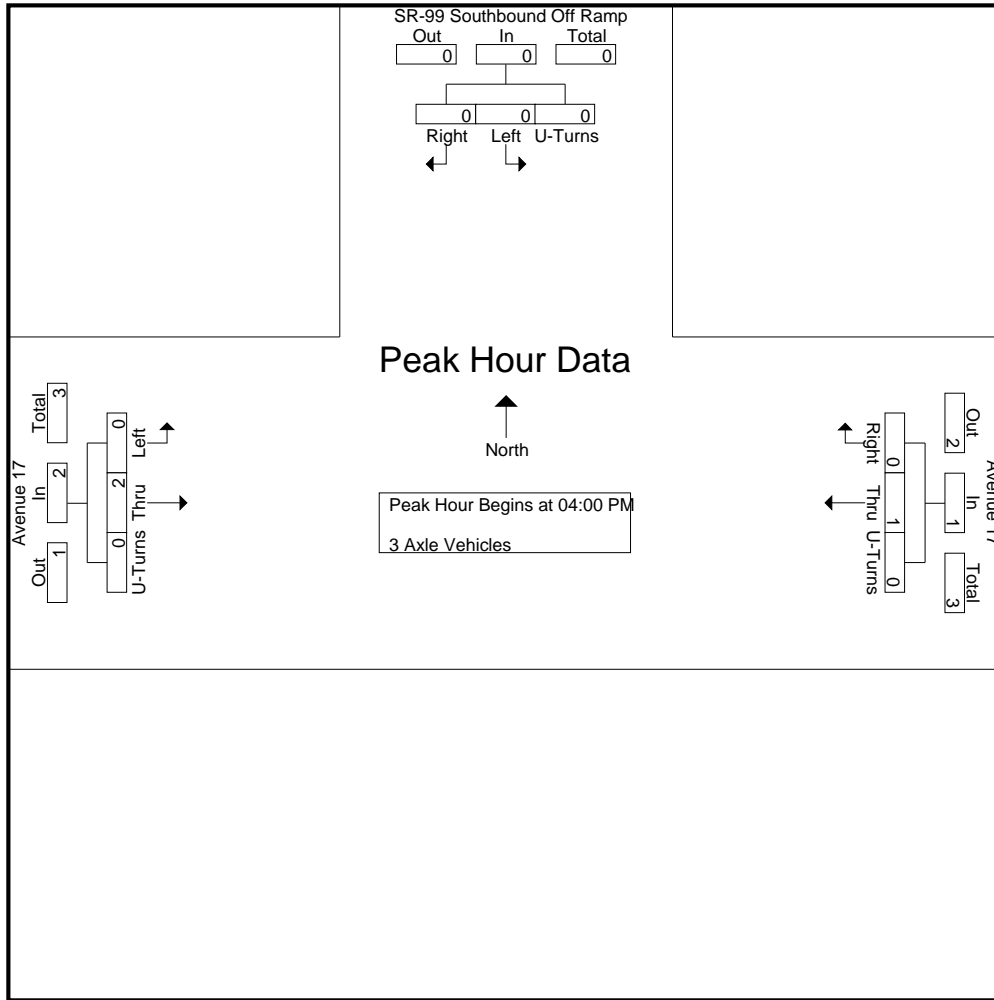 SR-99 Southbound Off Ramp
Out In Total
0 0 0
0 0 0
Right Left U-Turns
Peak Hour Data
North
Peak Hour Begins at 04:00 PM
3 Axle Vehicles
Avenue 17
Out In Total
1 2 3
0 2 0
Left Thru U-Turns
Avenue 17
Out In Total
2 1 3
0 1 0
Right Thru U-Turns